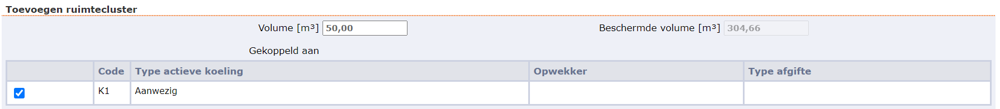 Toevoegen ruimtecluster
Volume [m³] 50,00 Beschermde volume [m³] 304,66
Gekoppeld aan
Code Type actieve koeling Opwekker Type afgifte
K1 Aanwezig